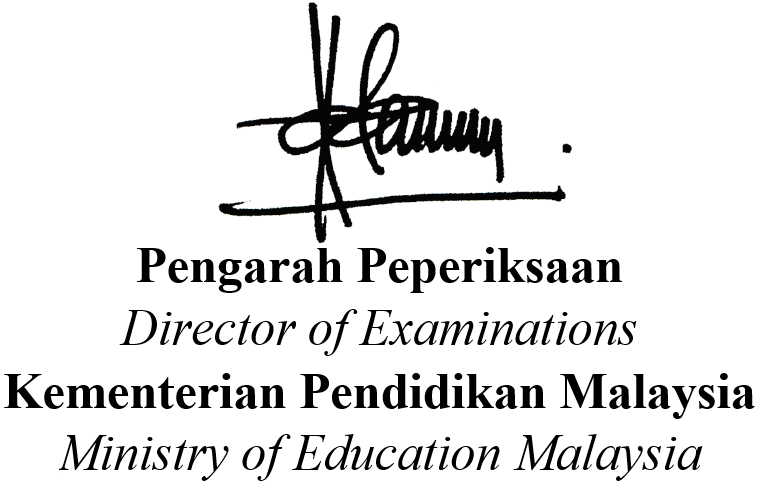 Pengarah Peperiksaan
Director of Examinations
Kementerian Pendidikan Malaysia
Ministry of Education Malaysia